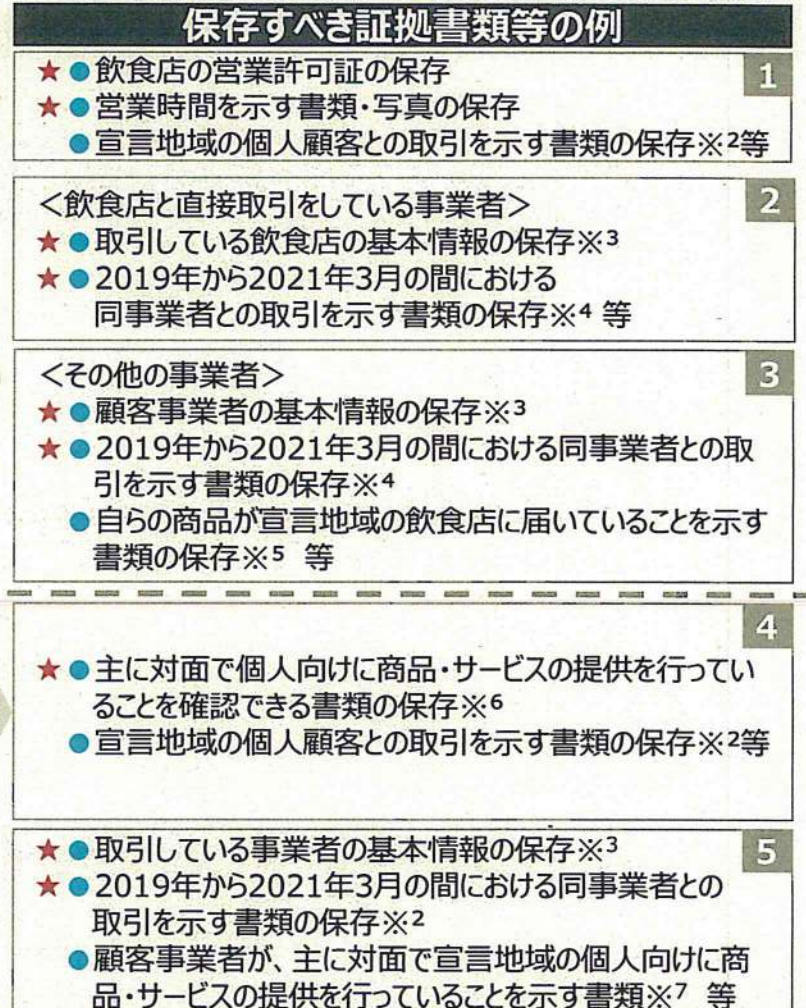 保存すべき証拠書類等の例
1
★●飲食店の営業許可証の保存
★●営業時間を示す書類・写真の保存
●宣言地域の個人顧客との取引を示す書類の保存※2等
2
<飲食店と直接取引をしている事業者>
★●取引している飲食店の基本情報の保存※3
★●2019年から2021年3月の間における
同事業者との取引を示す書類の保存※4 等
3
<その他の事業者>
★●顧客事業者の基本情報の保存※3
★●2019年から2021年3月の間における同事業者との取
引を示す書類の保存※4
●自らの商品が宣言地域の飲食店に届いていることを示す
書類の保存※5 等
4
★●主に対面で個人向けに商品・サービスの提供を行ってい
ることを確認できる書類の保存※6
●宣言地域の個人顧客との取引を示す書類の保存※2等
5
★●取引している事業者の基本情報の保存※3
★●2019年から2021年3月の間における同事業者との
取引を示す書類の保存※2
●顧客事業者が、主に対面で宣言地域の個人向けに商
品・サービスの提供を行っていることを示す書類※7 等